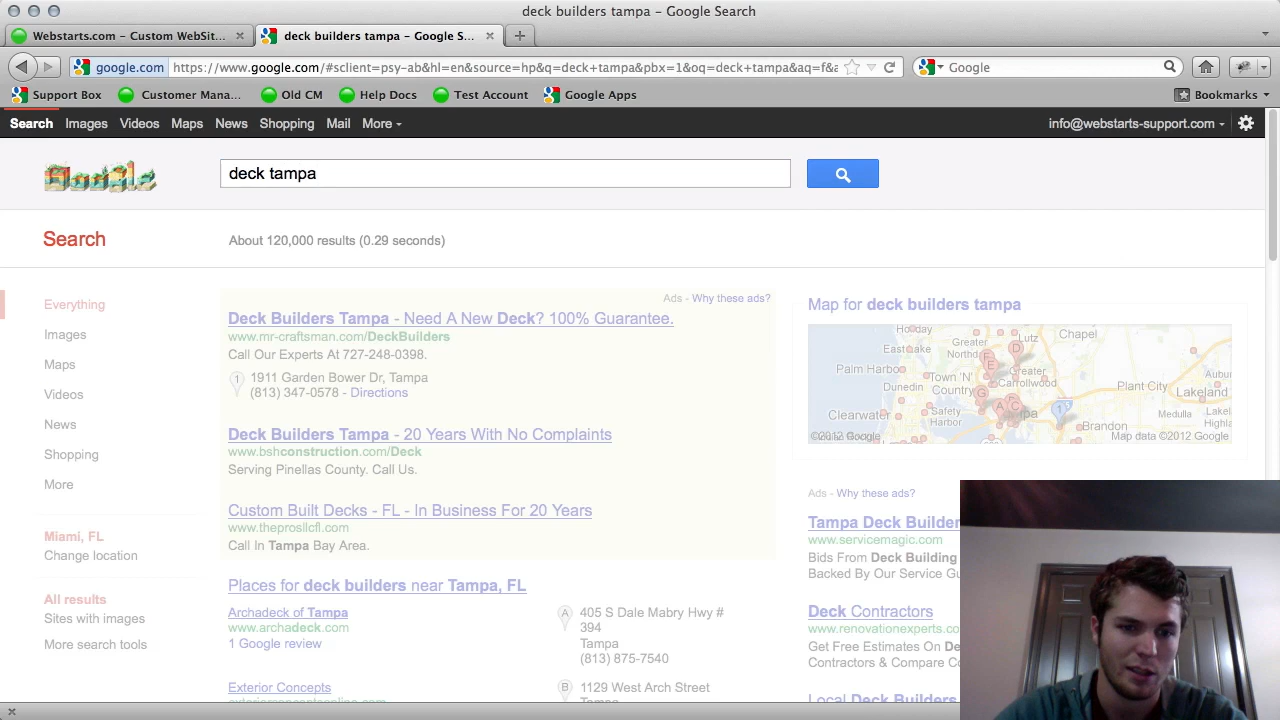 deck builders tampa – Google Search
Webstarts.com – Custom WebSit...
deck builders tampa – Google S...
google.com https://www.google.com/#sclient=psy-ab&hl=en&source=hp&q=deck+tampa&pbx=1&oq=deck+tampa&aq=f&a
Google
Support Box
Customer Mana...
Old CM
Help Docs
Test Account
Google Apps
Bookmarks
Search Images Videos Maps News Shopping Mail More
info@webstarts-support.com
deck tampa
Search
About 120,000 results (0.29 seconds)
Everything
Images
Maps
Videos
News
Shopping
More
Miami, FL
Change location
All results
Sites with images
More search tools
Ads - Why these ads?
Deck Builders Tampa - Need A New Deck? 100% Guarantee.
www.mr-craftsman.com/DeckBuilders
Call Our Experts At 727-248-0398.
1 1911 Garden Bower Dr, Tampa
(813) 347-0578 - Directions
Deck Builders Tampa - 20 Years With No Complaints
www.bshconstruction.com/Deck
Serving Pinellas County. Call Us.
Custom Built Decks - FL - In Business For 20 Years
www.theprosllcfl.com
Call In Tampa Bay Area.
Places for deck builders near Tampa, FL
Archadeck of Tampa
www.archadeck.com
1 Google review
A 405 S Dale Mabry Hwy #
394
Tampa
(813) 875-7540
Exterior Concepts
B 1129 West Arch Street
Tampa
Map for deck builders tampa
Holiday
Lutz
Chapel
East Lake
Greater
Northd
Palm Harbor
Town 'N'
Greater
Carrollwood
Dunedin
Country
Plant City
Lakeland
Clearwater
Safety
Harbor
Brandon
Medulla
©2012 Google
Map data ©2012 Google
Ads - Why these ads?
Tampa Deck Builder
www.servicemagic.com
Bids From Deck Building
Backed By Our Service Gu
Deck Contractors
www.renovationexperts.co
Get Free Estimates On De
Contractors & Compare Co
Local Deck Builders